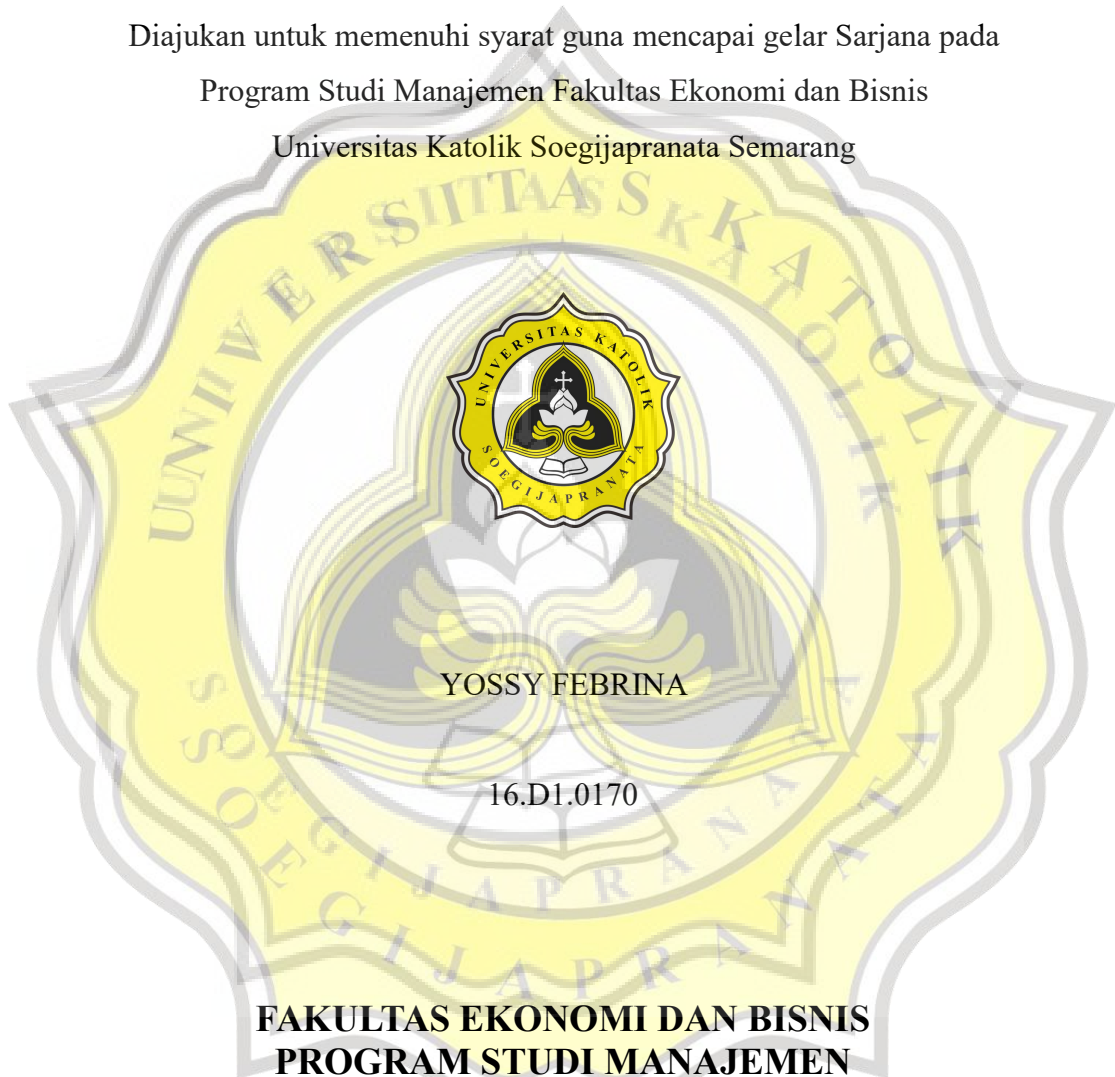 Diajukan untuk memenuhi syarat guna mencapai gelar Sarjana pada
Program Studi Manajemen Fakultas Ekonomi dan Bisnis
Universitas Katolik Soegijapranata Semarang
UNIVERSITAS KATOLIK
SOEGIJAPRANATA
YOSSY FEBRINA
16.D1.0170
FAKULTAS EKONOMI DAN BISNIS
PROGRAM STUDI MANAJEMEN